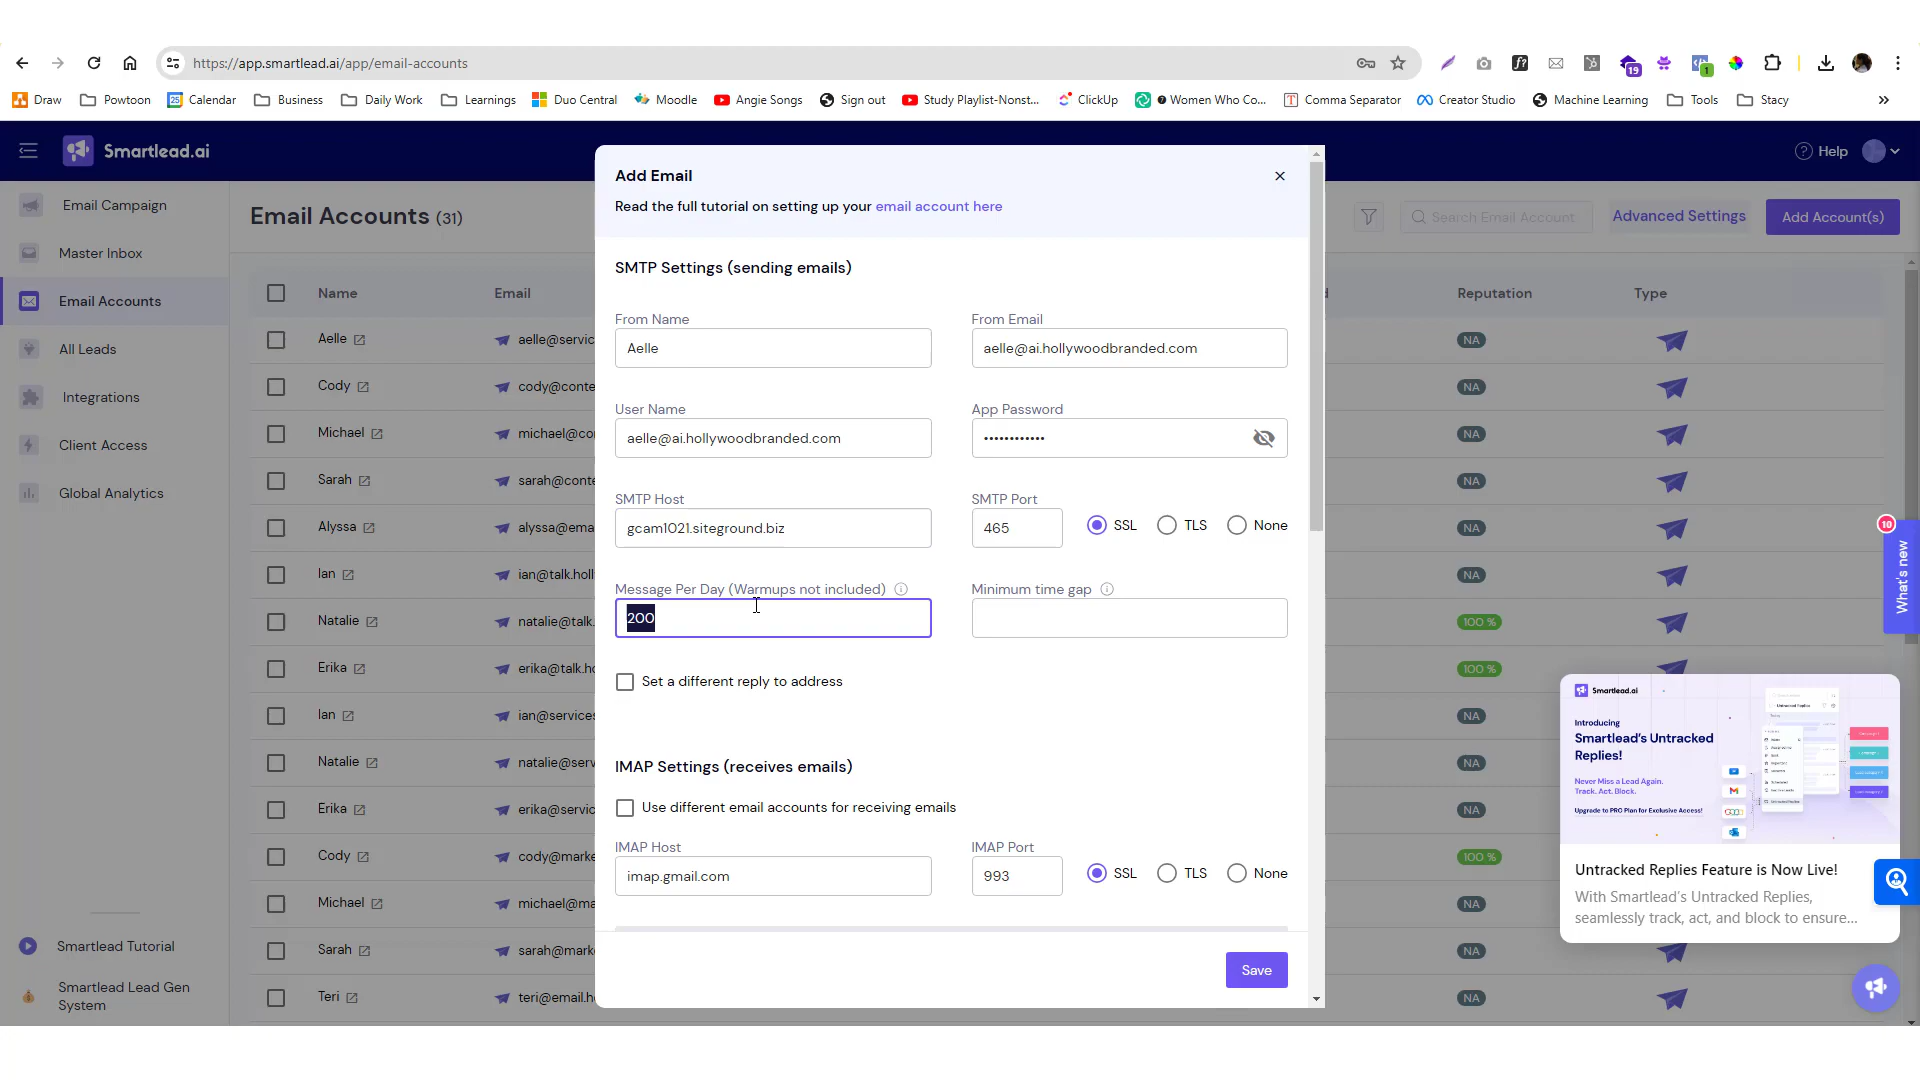 https://app.smartlead.ai/app/email-accounts
19
1
Draw
Powtoon
Calendar
Business
Daily Work
Learnings
Duo Central
Moodle
Angie Songs
Sign out
Study Playlist-Nonst...
ClickUp
Women Who Co...
Comma Separator
Creator Studio
Machine Learning
Tools
Stacy
Smartlead.ai
Help
Email Campaign
Master Inbox
Email Accounts
All Leads
Integrations
Client Access
Global Analytics
Smartlead Tutorial
Smartlead Lead Gen
System
Email Accounts (31)
Search Email Account
Advanced Settings
Add Account(s)
Name
Email
Reputation
Type
Aelle
aelle@servic
NA
Cody
cody@conte
NA
Michael
michael@co
NA
Sarah
sarah@conte
NA
Alyssa
alyssa@ema
NA
Ian
ian@talk.holl
NA
Natalie
natalie@talk.
100 %
Erika
erika@talk.ho
100 %
Ian
ian@services
NA
Natalie
natalie@serv
NA
Erika
erika@servic
NA
Cody
cody@marke
100 %
Michael
michael@ma
NA
Sarah
sarah@marke
NA
Teri
teri@email.h
NA
Add Email
Read the full tutorial on setting up your email account here
SMTP Settings (sending emails)
From Name
Aelle
From Email
aelle@ai.hollywoodbranded.com
User Name
aelle@ai.hollywoodbranded.com
App Password
SMTP Host
gcam1021.siteground.biz
SMTP Port
465
SSL
TLS
None
Message Per Day (Warmups not included)
200
Minimum time gap
Set a different reply to address
IMAP Settings (receives emails)
Use different email accounts for receiving emails
IMAP Host
imap.gmail.com
IMAP Port
993
SSL
TLS
None
Save
10
What's new
Smartlead.ai
Introducing
Smartlead's Untracked
Replies!
Never Miss a Lead Again.
Track. Act. Block.
Upgrade to PRO Plan for Exclusive Access!
Untracked Replies Feature is Now Live!
With Smartlead's Untracked Replies,
seamlessly track, act, and block to ensure...